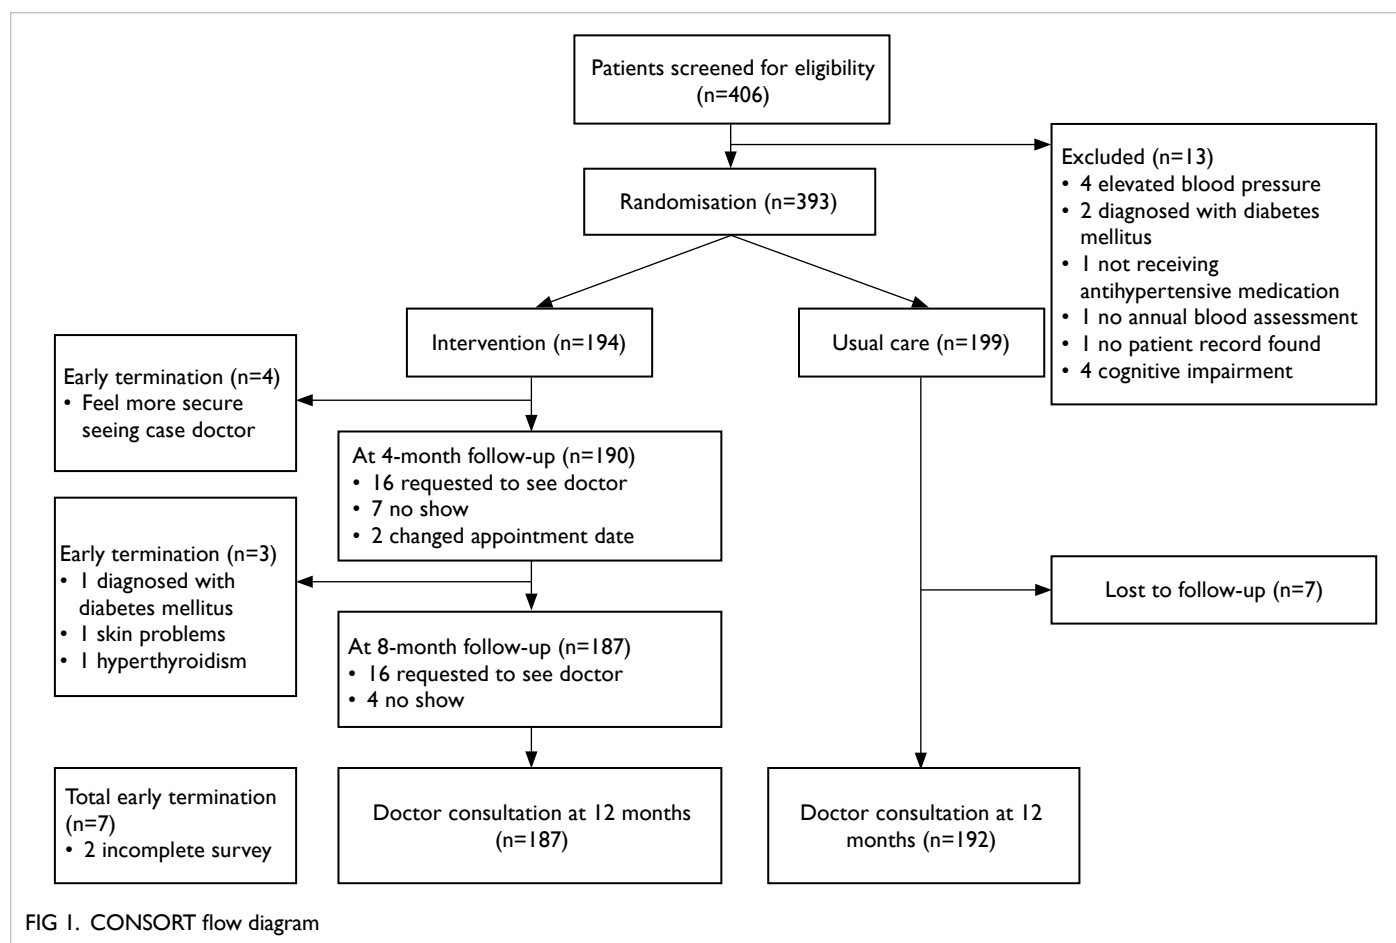 Patients screened for eligibility
(n=406)
Excluded (n=13)
• 4 elevated blood pressure
• 2 diagnosed with diabetes
mellitus
• 1 not receiving
antihypertensive medication
• 1 no annual blood assessment
• 1 no patient record found
• 4 cognitive impairment
Randomisation (n=393)
Intervention (n=194)
Usual care (n=199)
Early termination (n=4)
• Feel more secure
seeing case doctor
At 4-month follow-up (n=190)
• 16 requested to see doctor
• 7 no show
• 2 changed appointment date
Early termination (n=3)
• 1 diagnosed with
diabetes mellitus
• 1 skin problems
• 1 hyperthyroidism
Lost to follow-up (n=7)
At 8-month follow-up (n=187)
• 16 requested to see doctor
• 4 no show
Total early termination
(n=7)
• 2 incomplete survey
Doctor consultation at 12 months
(n=187)
Doctor consultation at 12
months (n=192)
FIG 1. CONSORT flow diagram